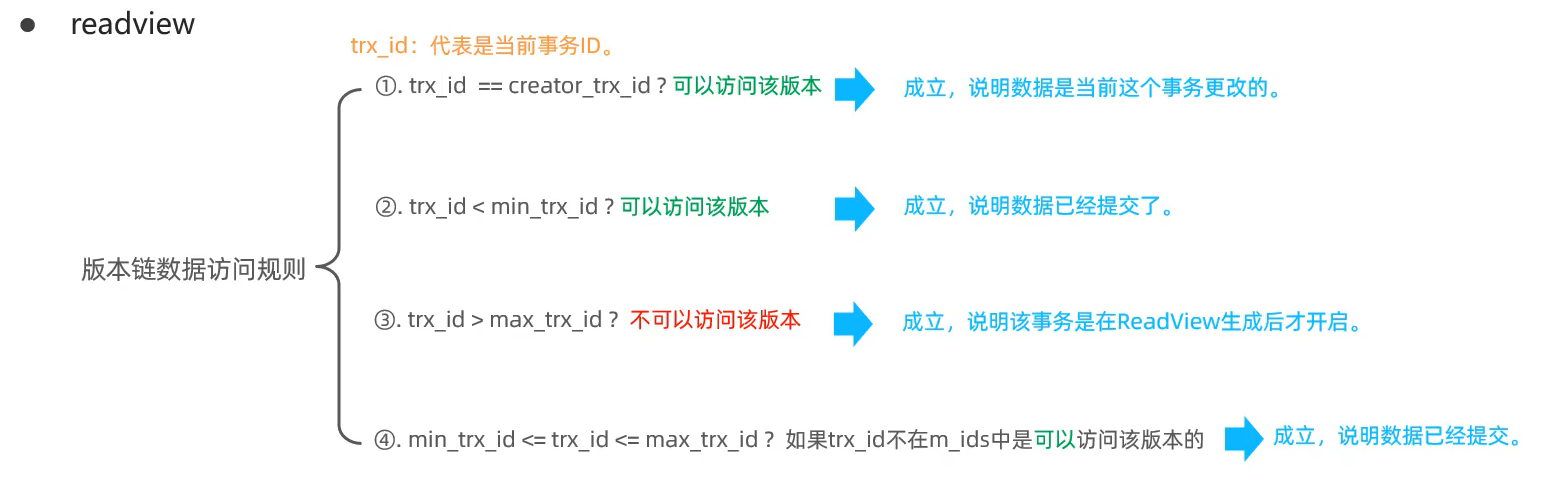 ● readview
trx_id：代表是当前事务ID。
①. trx_id == creator_trx_id ? 可以访问该版本 成立，说明数据是当前这个事务更改的。
②. trx_id < min_trx_id ? 可以访问该版本 成立，说明数据已经提交了。
版本链数据访问规则
③. trx_id > max_trx_id ? 不可以访问该版本 成立，说明该事务是在ReadView生成后才开启。
④. min_trx_id <= trx_id <= max_trx_id ? 如果trx_id不在m_ids中是可以访问该版本的 成立，说明数据已经提交。